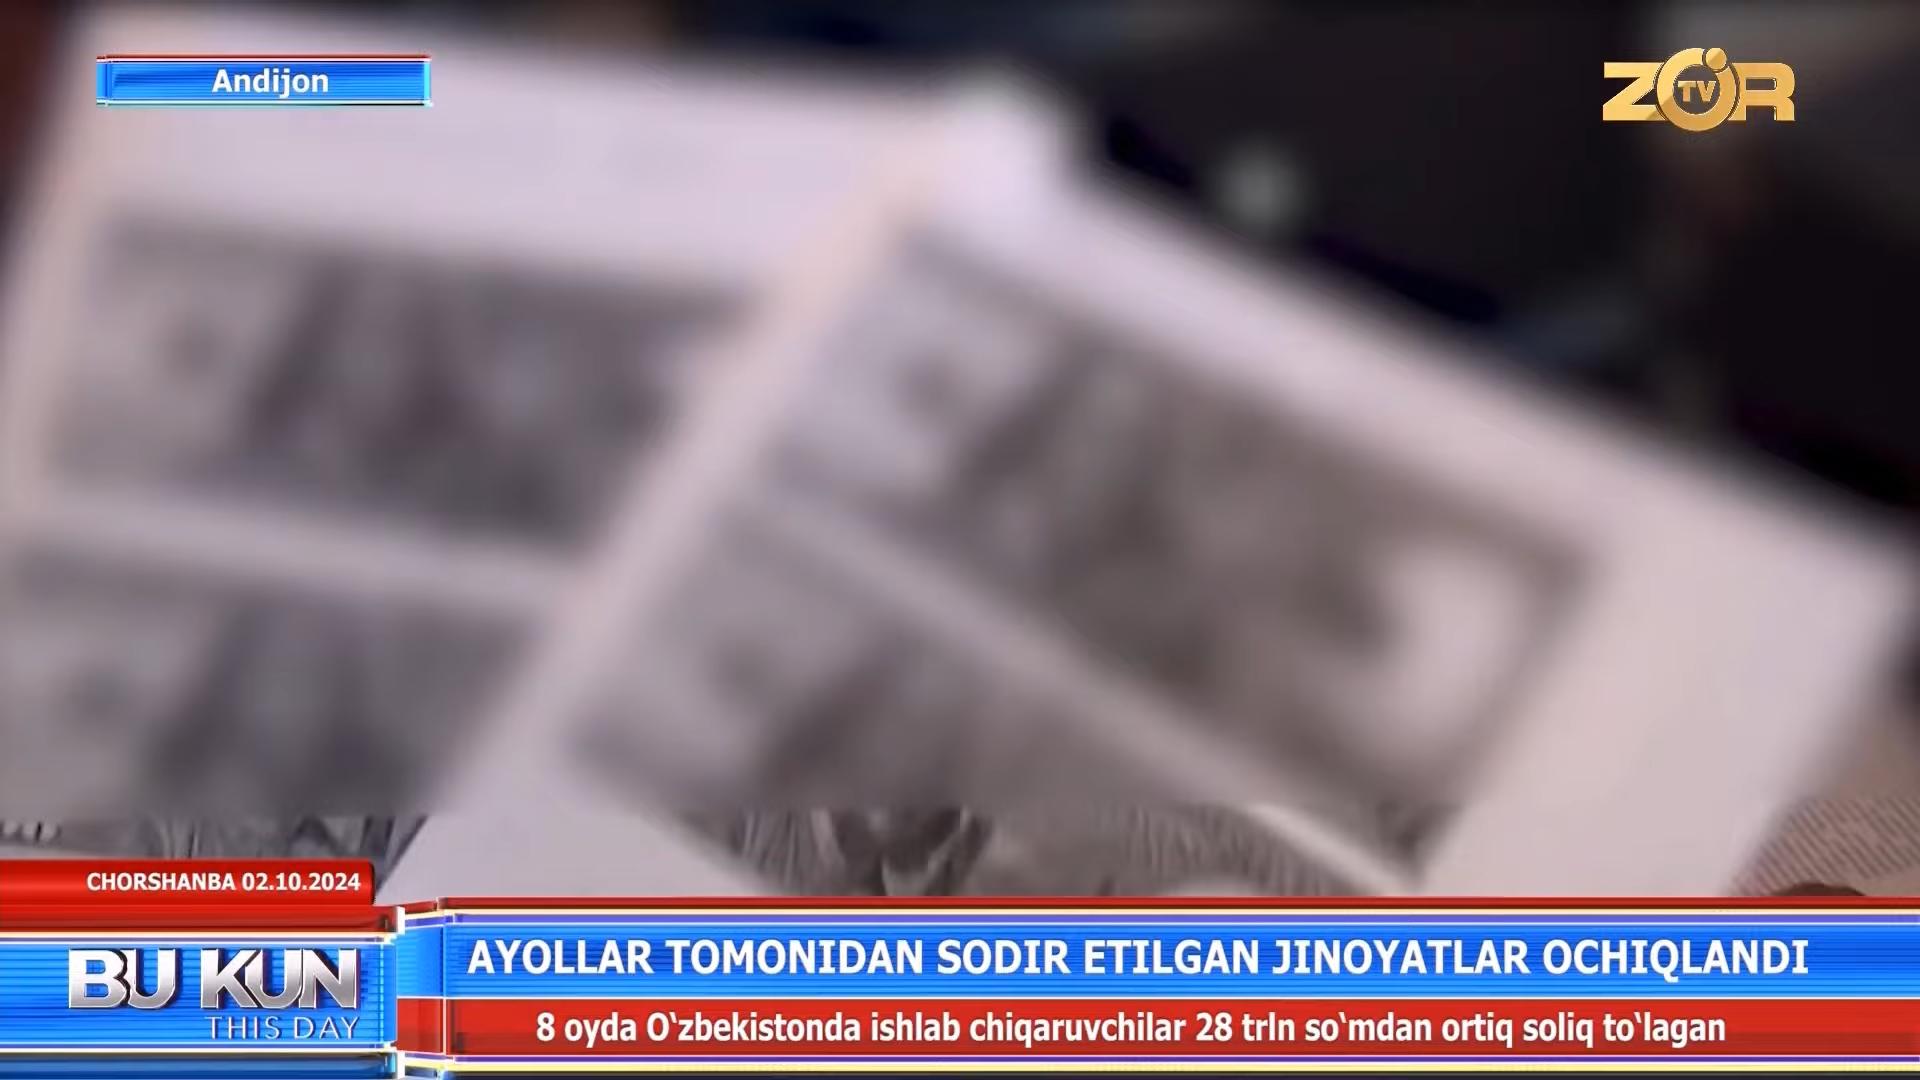 Andijon
ZO'R TV
CHORSHANBA 02.10.2024
BU KUN
THIS DAY
AYOLLAR TOMONIDAN SODIR ETILGAN JINOYATLAR OCHIQLANDI
8 oyda O‘zbekistonda ishlab chiqaruvchilar 28 trln so‘mdan ortiq soliq to‘lagan